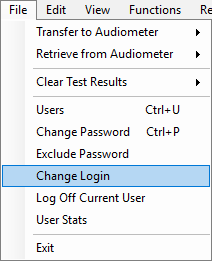 File Edit View Functions Re
Transfer to Audiometer
Retrieve from Audiometer
Clear Test Results
Users Ctrl+U
Change Password Ctrl+P
Exclude Password
Change Login
Log Off Current User
User Stats
Exit